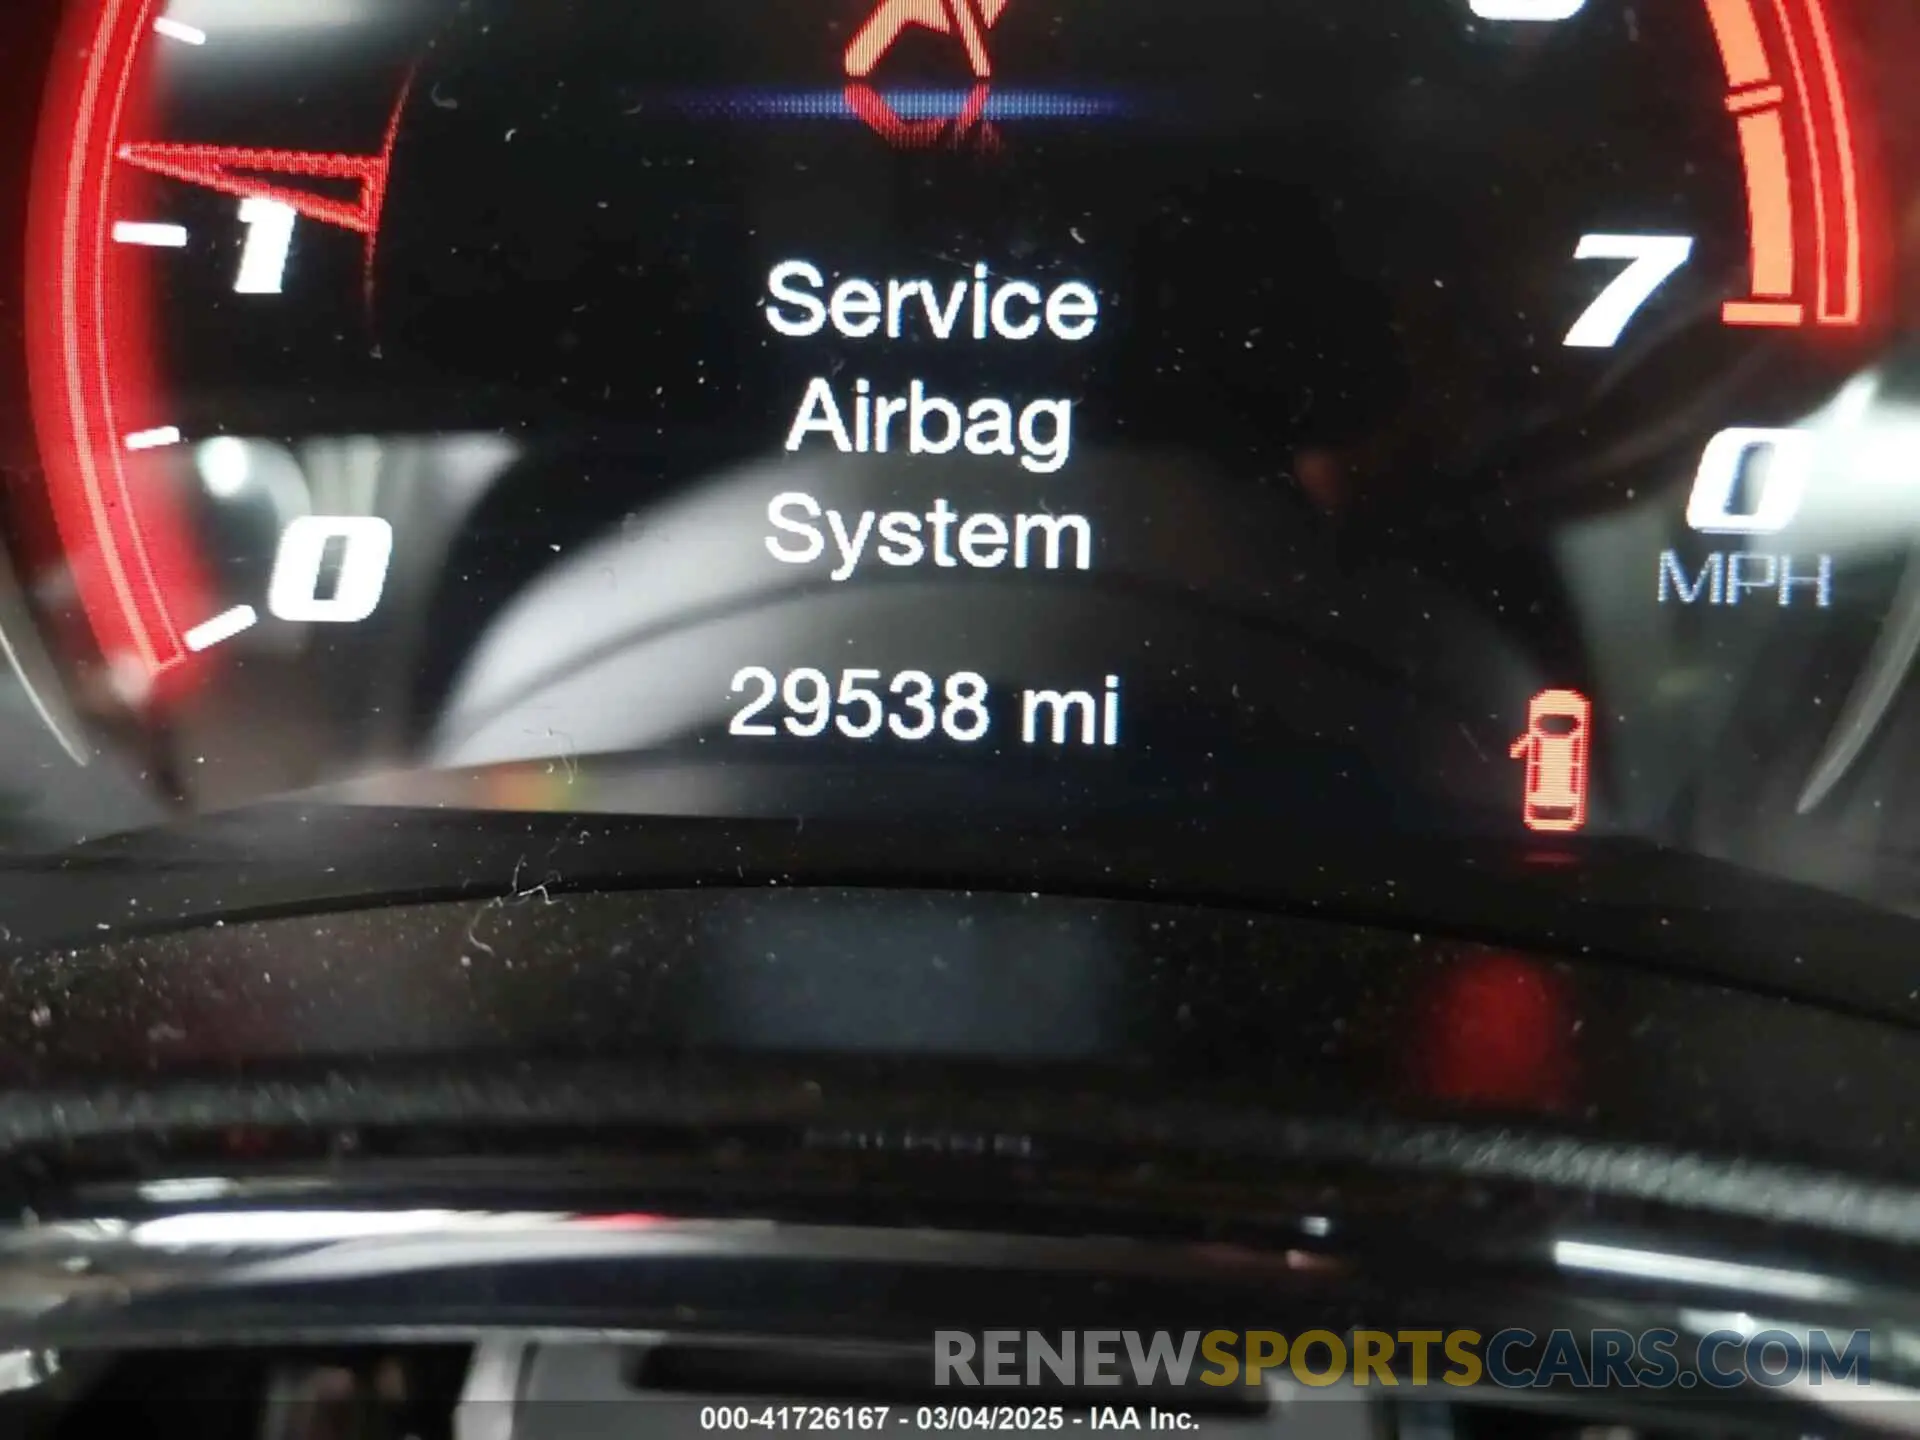 1
7
Service
Airbag
System
0
0
MPH
29538 mi
RENEWSPORTSCARS.COM
000-41726167 - 03/04/2025 - IAA Inc.